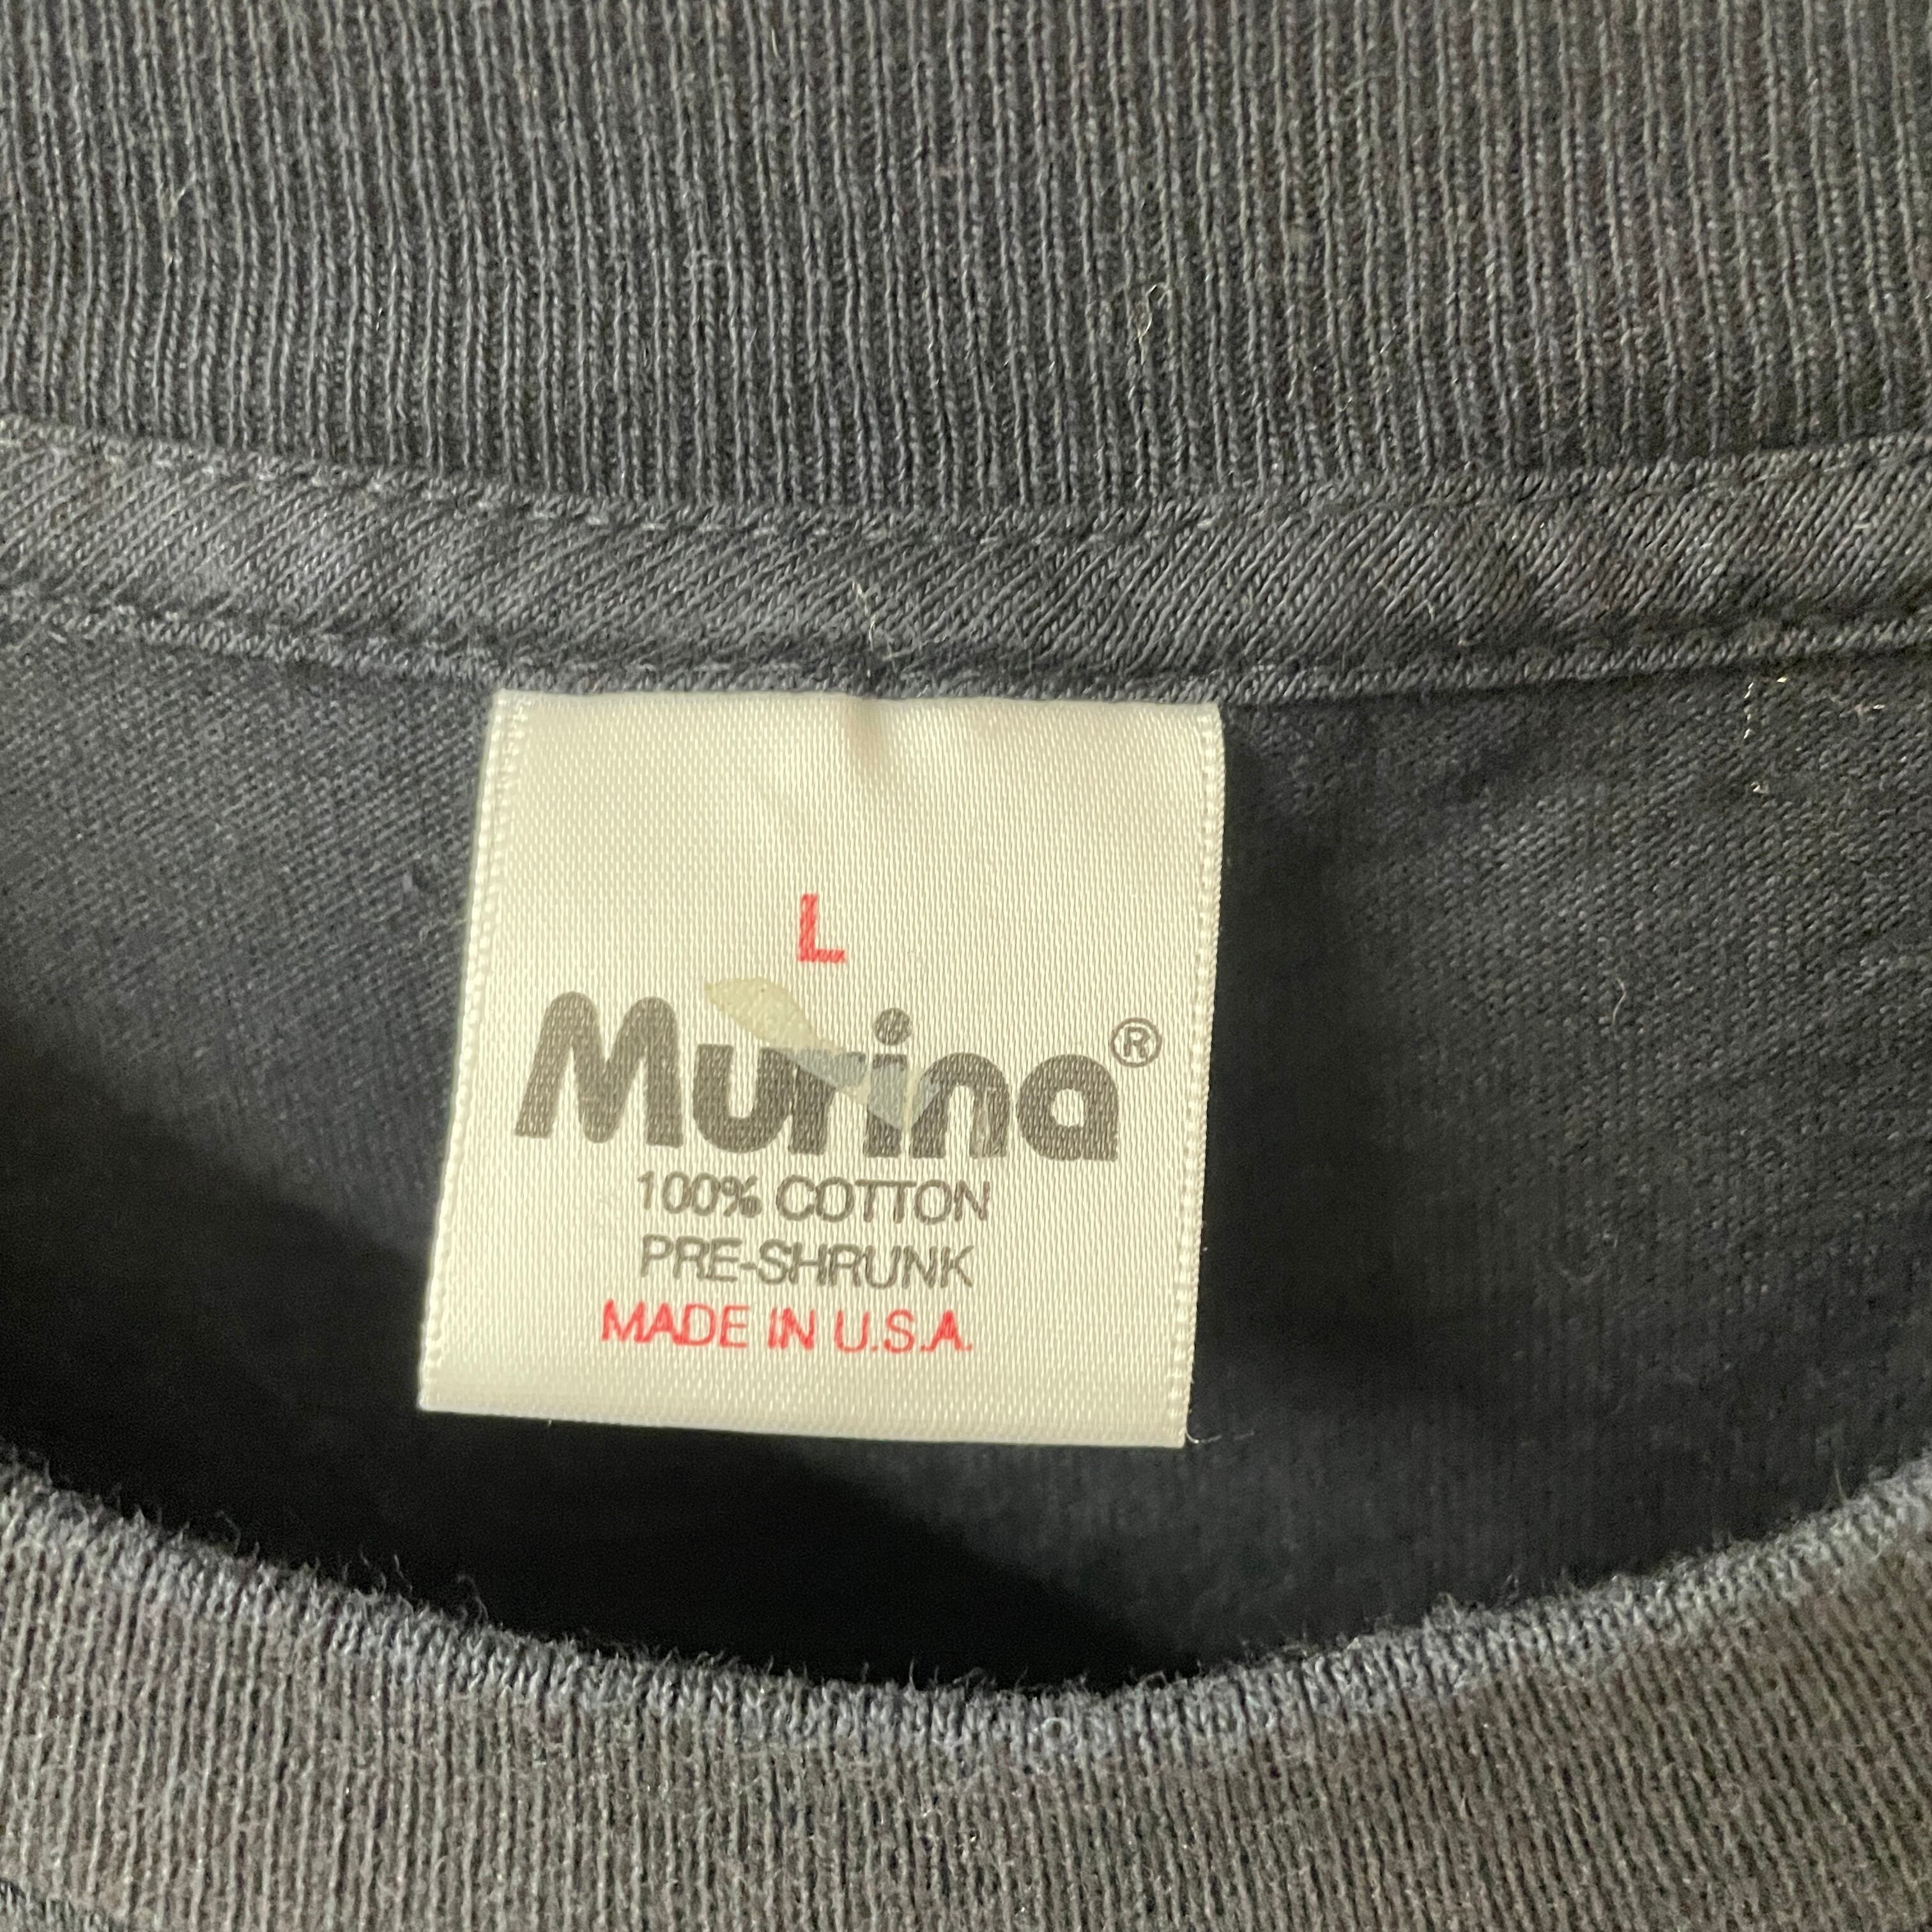 L
Murina®
100% COTTON
PRE-SHRUNK
MADE IN U.S.A.